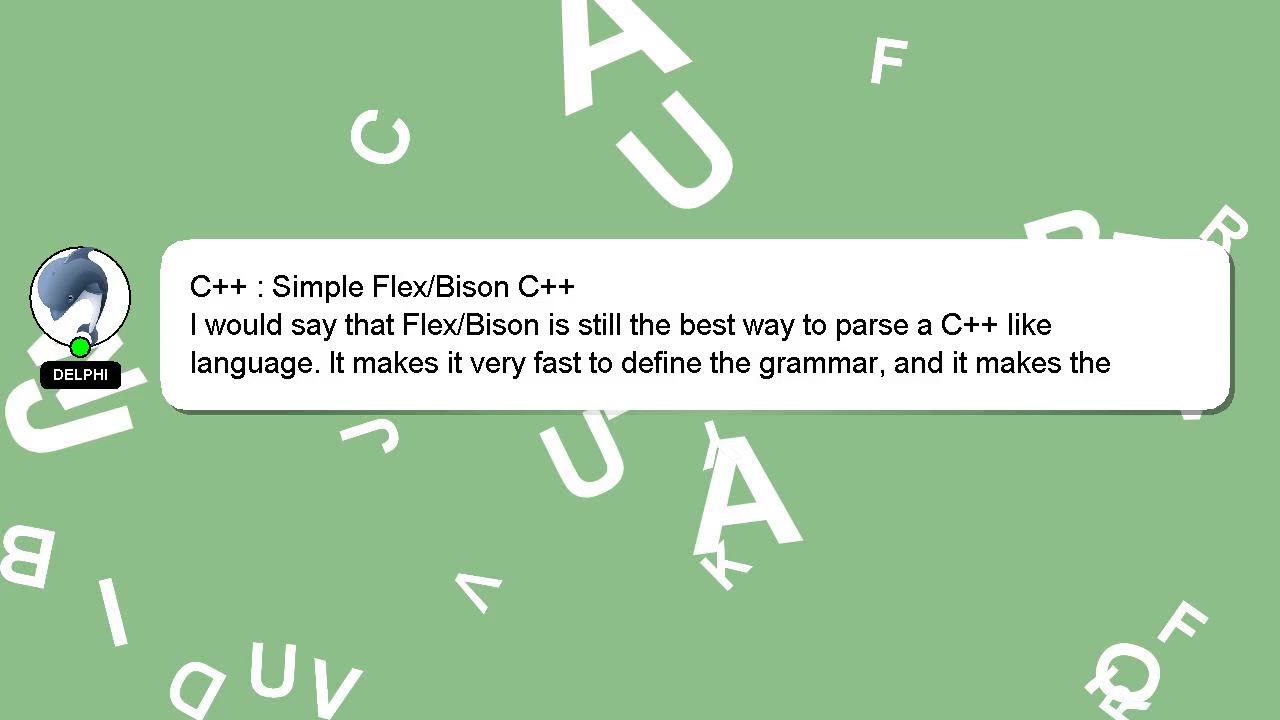 C++ : Simple Flex/Bison C++
I would say that Flex/Bison is still the best way to parse a C++ like
language. It makes it very fast to define the grammar, and it makes the
DELPHI
A
F
C
U
R
J
U
A
K
B
I
V
F
D
U
V
Q